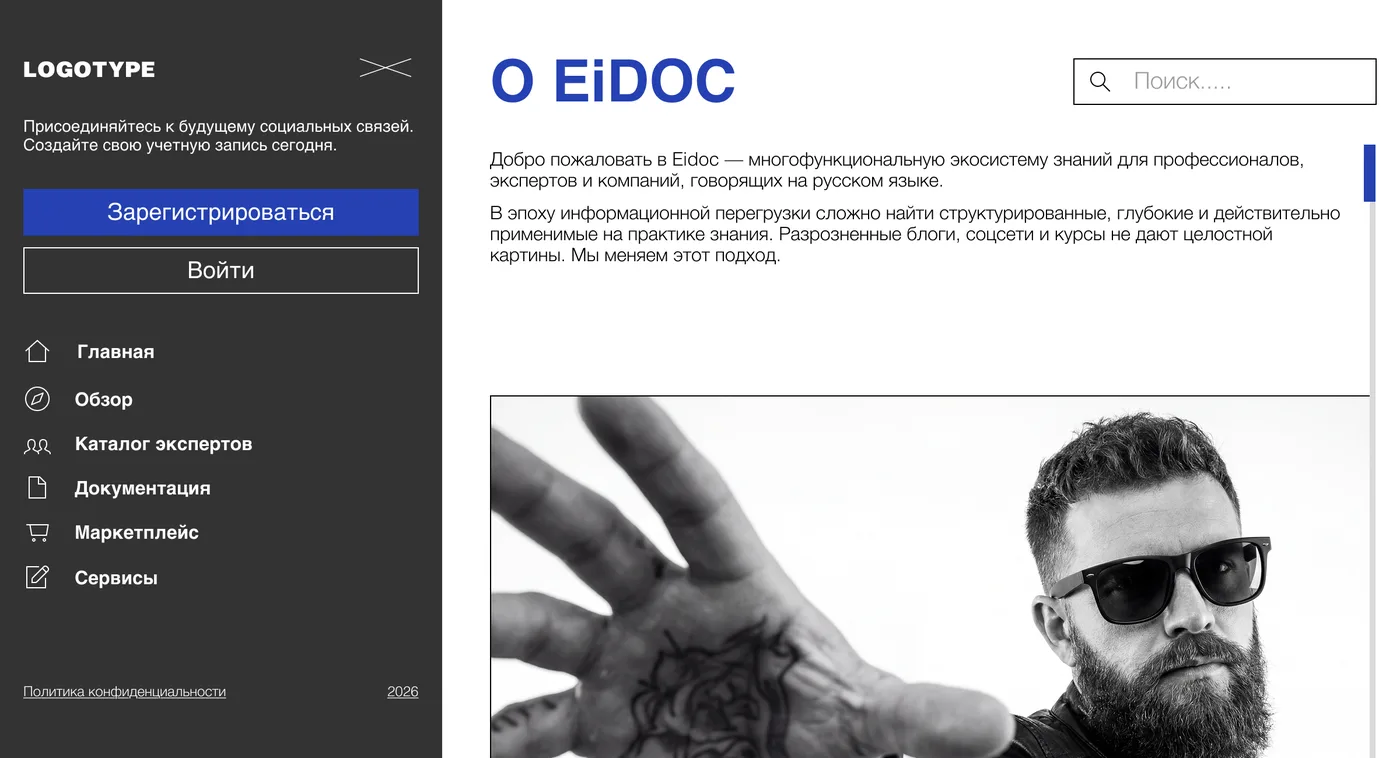 LOGOTYPE
Присоединяйтесь к будущему социальных связей.
Создайте свою учетную запись сегодня.
Зарегистрироваться
Войти
Главная
Обзор
Каталог экспертов
Документация
Маркетплейс
Сервисы
Политика конфиденциальности
2026
О EiDOC
Поиск.....
Добро пожаловать в Eidoc — многофункциональную экосистему знаний для профессионалов,
экспертов и компаний, говорящих на русском языке.
В эпоху информационной перегрузки сложно найти структурированные, глубокие и действительно
применимые на практике знания. Разрозненные блоги, соцсети и курсы не дают целостной
картины. Мы меняем этот подход.